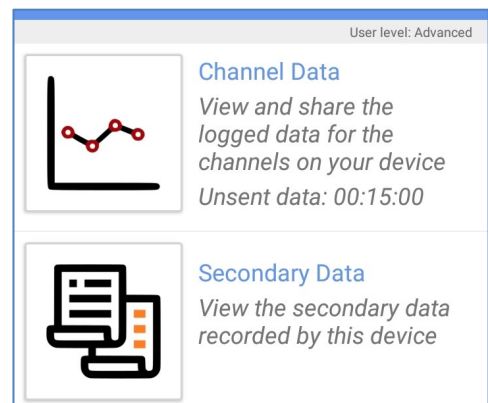 User level: Advanced
Channel Data
View and share the
logged data for the
channels on your device
Unsent data: 00:15:00
Secondary Data
View the secondary data
recorded by this device